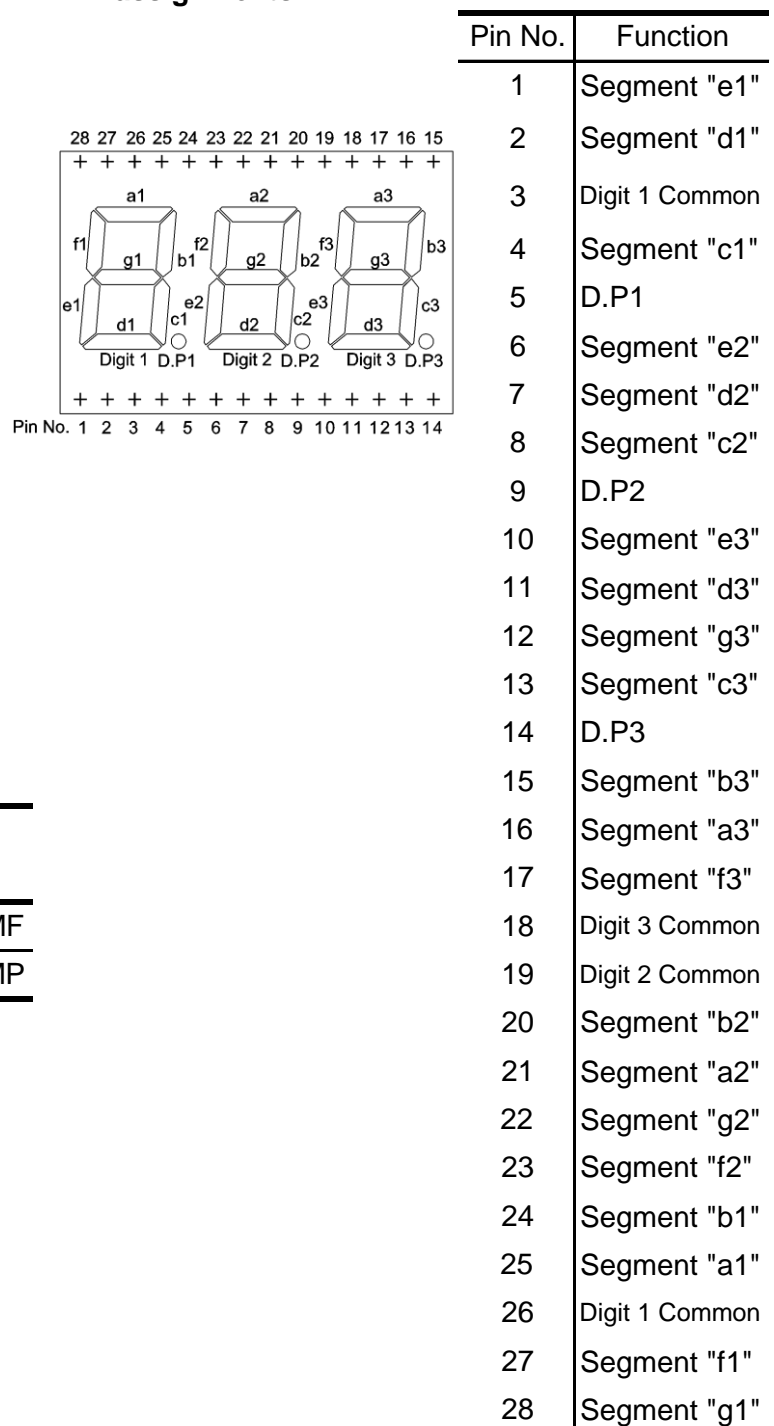 Pin No. Function
1 Segment "e1"
2 Segment "d1"
3 Digit 1 Common
4 Segment "c1"
5 D.P1
6 Segment "e2"
7 Segment "d2"
8 Segment "c2"
9 D.P2
10 Segment "e3"
11 Segment "d3"
12 Segment "g3"
13 Segment "c3"
14 D.P3
15 Segment "b3"
16 Segment "a3"
17 Segment "f3"
18 Digit 3 Common
19 Digit 2 Common
20 Segment "b2"
21 Segment "a2"
22 Segment "g2"
23 Segment "f2"
24 Segment "b1"
25 Segment "a1"
26 Digit 1 Common
27 Segment "f1"
28 Segment "g1"
28 27 26 25 24 23 22 21 20 19 18 17 16 15
+ + + + + + + + + + + + + +
a1 a2 a3
f1 g1 b1 f2 g2 b2 f3 g3 b3
e1 d1 c1 e2 d2 c2 e3 d3 c3
Digit 1 D.P1 Digit 2 D.P2 Digit 3 D.P3
+ + + + + + + + + + + + + +
Pin No. 1 2 3 4 5 6 7 8 9 10 11 12 13 14